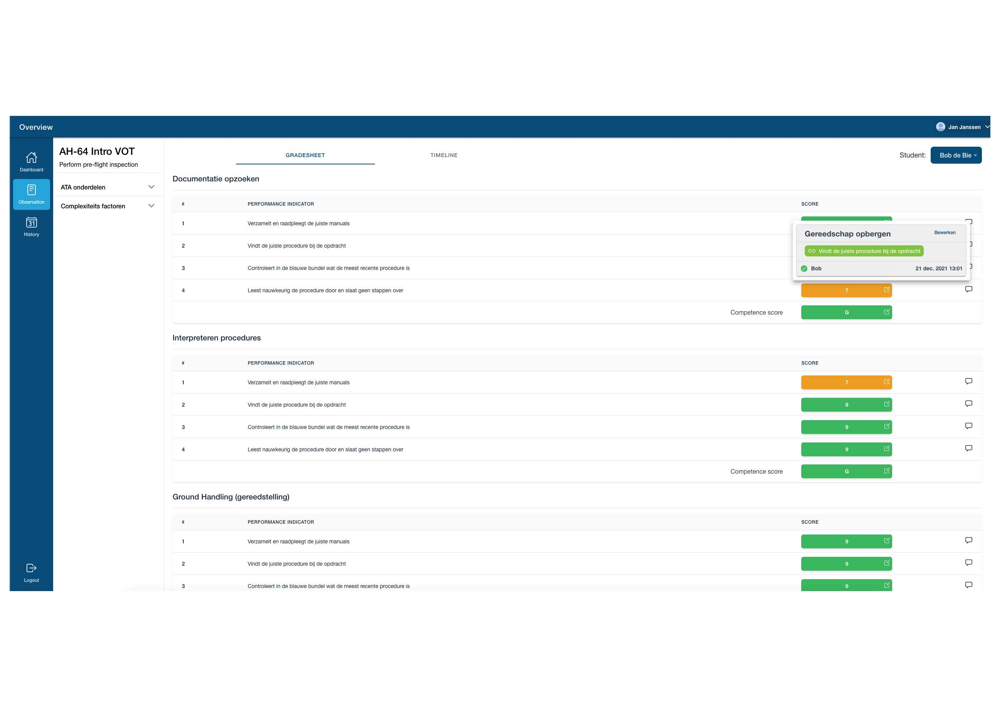 Overview
Jan Janssen
Dashboard
Observation
31
History
Logout
AH-64 Intro VOT
Perform pre-flight inspection
ATA onderdelen
Complexiteits factoren
GRADESHEET
TIMELINE
Student:
Bob de Bie
Documentatie opzoeken
# PERFORMANCE INDICATOR SCORE
1 Verzamelt en raadpleegt de juiste manuals
2 Vindt de juiste procedure bij de opdracht
3 Controleert in de blauwe bundel wat de meest recente procedure is
Gereedschap opbergen
Bewerken
Vindt de juiste procedure bij de opdracht
Bob 21 dec. 2021 13:01
4 Leest nauwkeurig de procedure door en slaat geen stappen over 7
Competence score G
Interpreteren procedures
# PERFORMANCE INDICATOR SCORE
1 Verzamelt en raadpleegt de juiste manuals 7
2 Vindt de juiste procedure bij de opdracht 9
3 Controleert in de blauwe bundel wat de meest recente procedure is 9
4 Leest nauwkeurig de procedure door en slaat geen stappen over 9
Competence score G
Ground Handling (gereedstelling)
# PERFORMANCE INDICATOR SCORE
1 Verzamelt en raadpleegt de juiste manuals 9
2 Vindt de juiste procedure bij de opdracht 9
3 Controleert in de blauwe bundel wat de meest recente procedure is 9